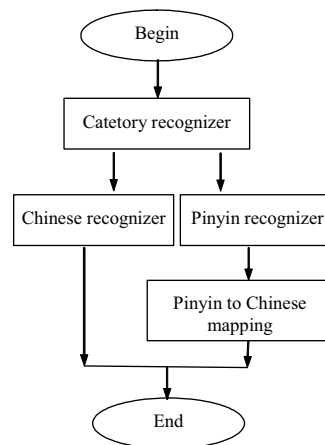 Begin
Catetory recognizer
Chinese recognizer
Pinyin recognizer
Pinyin to Chinese
mapping
End